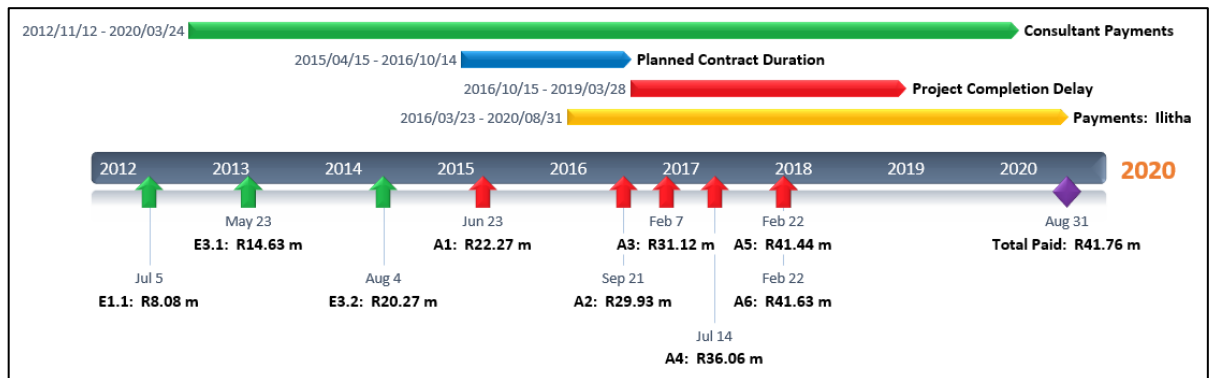 2012/11/12 - 2020/03/24 Consultant Payments
2015/04/15 - 2016/10/14 Planned Contract Duration
2016/10/15 - 2019/03/28 Project Completion Delay
2016/03/23 - 2020/08/31 Payments: Ilitha
2012 2013 2014 2015 2016 2017 2018 2019 2020 2020
May 23 Jun 23 Feb 7 Feb 22 Aug 31
E3.1: R14.63 m A1: R22.27 m A3: R31.12 m A5: R41.44 m Total Paid: R41.76 m
Jul 5 Aug 4 Sep 21 Feb 22
E1.1: R8.08 m E3.2: R20.27 m A2: R29.93 m A6: R41.63 m
Jul 14
A4: R36.06 m